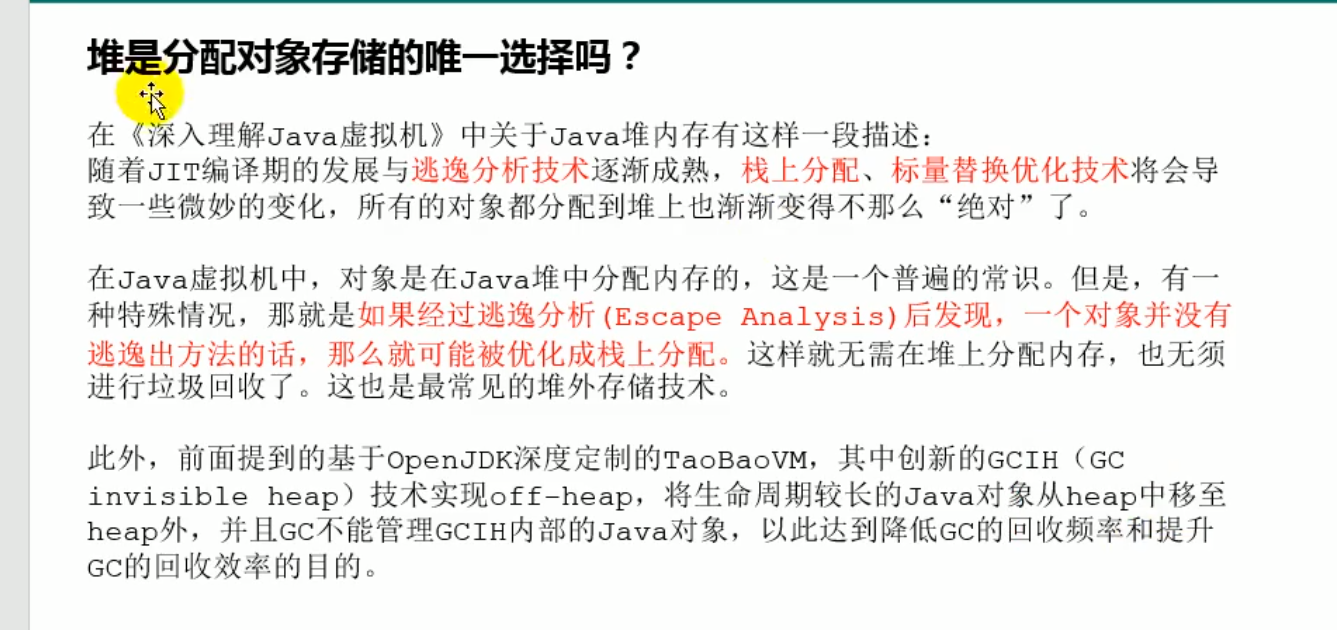 堆是分配对象存储的唯一选择吗？
在《深入理解Java虚拟机》中关于Java堆内存有这样一段描述：
随着JIT编译期的发展与逃逸分析技术逐渐成熟，栈上分配、标量替换优化技术将会导
致一些微妙的变化，所有的对象都分配到堆上也渐渐变得不那么“绝对”了。
在Java虚拟机中，对象是在Java堆中分配内存的，这是一个普遍的常识。但是，有一
种特殊情况，那就是如果经过逃逸分析(Escape Analysis)后发现，一个对象并没有
逃逸出方法的话，那么就可能被优化成栈上分配。这样就无需在堆上分配内存，也无须
进行垃圾回收了。这也是最常见的堆外存储技术。
此外，前面提到的基于OpenJDK深度定制的TaoBaoVM，其中创新的GCIH（GC
invisible heap）技术实现off-heap，将生命周期较长的Java对象从heap中移至
heap外，并且GC不能管理GCIH内部的Java对象，以此达到降低GC的回收频率和提升
GC的回收效率的目的。